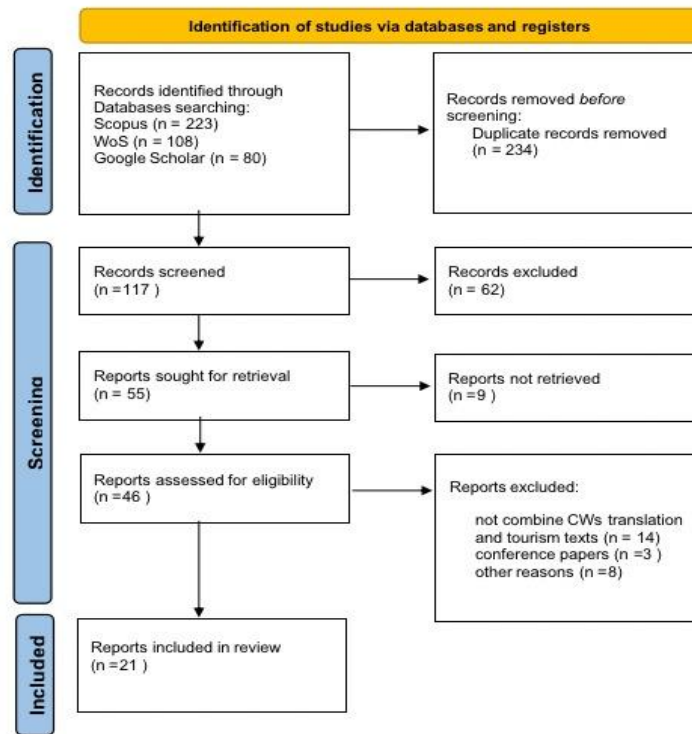 Identification of studies via databases and registers
Identification
Records identified through
Databases searching:
Scopus (n = 223)
WoS (n = 108)
Google Scholar (n = 80)
Records removed before
screening:
Duplicate records removed
(n = 234)
Screening
Records screened
(n =117 )
Records excluded
(n = 62)
Reports sought for retrieval
(n = 55)
Reports not retrieved
(n =9 )
Reports assessed for eligibility
(n =46 )
Reports excluded:
not combine CWs translation
and tourism texts (n = 14)
conference papers (n =3 )
other reasons (n =8)
Included
Reports included in review
(n =21 )